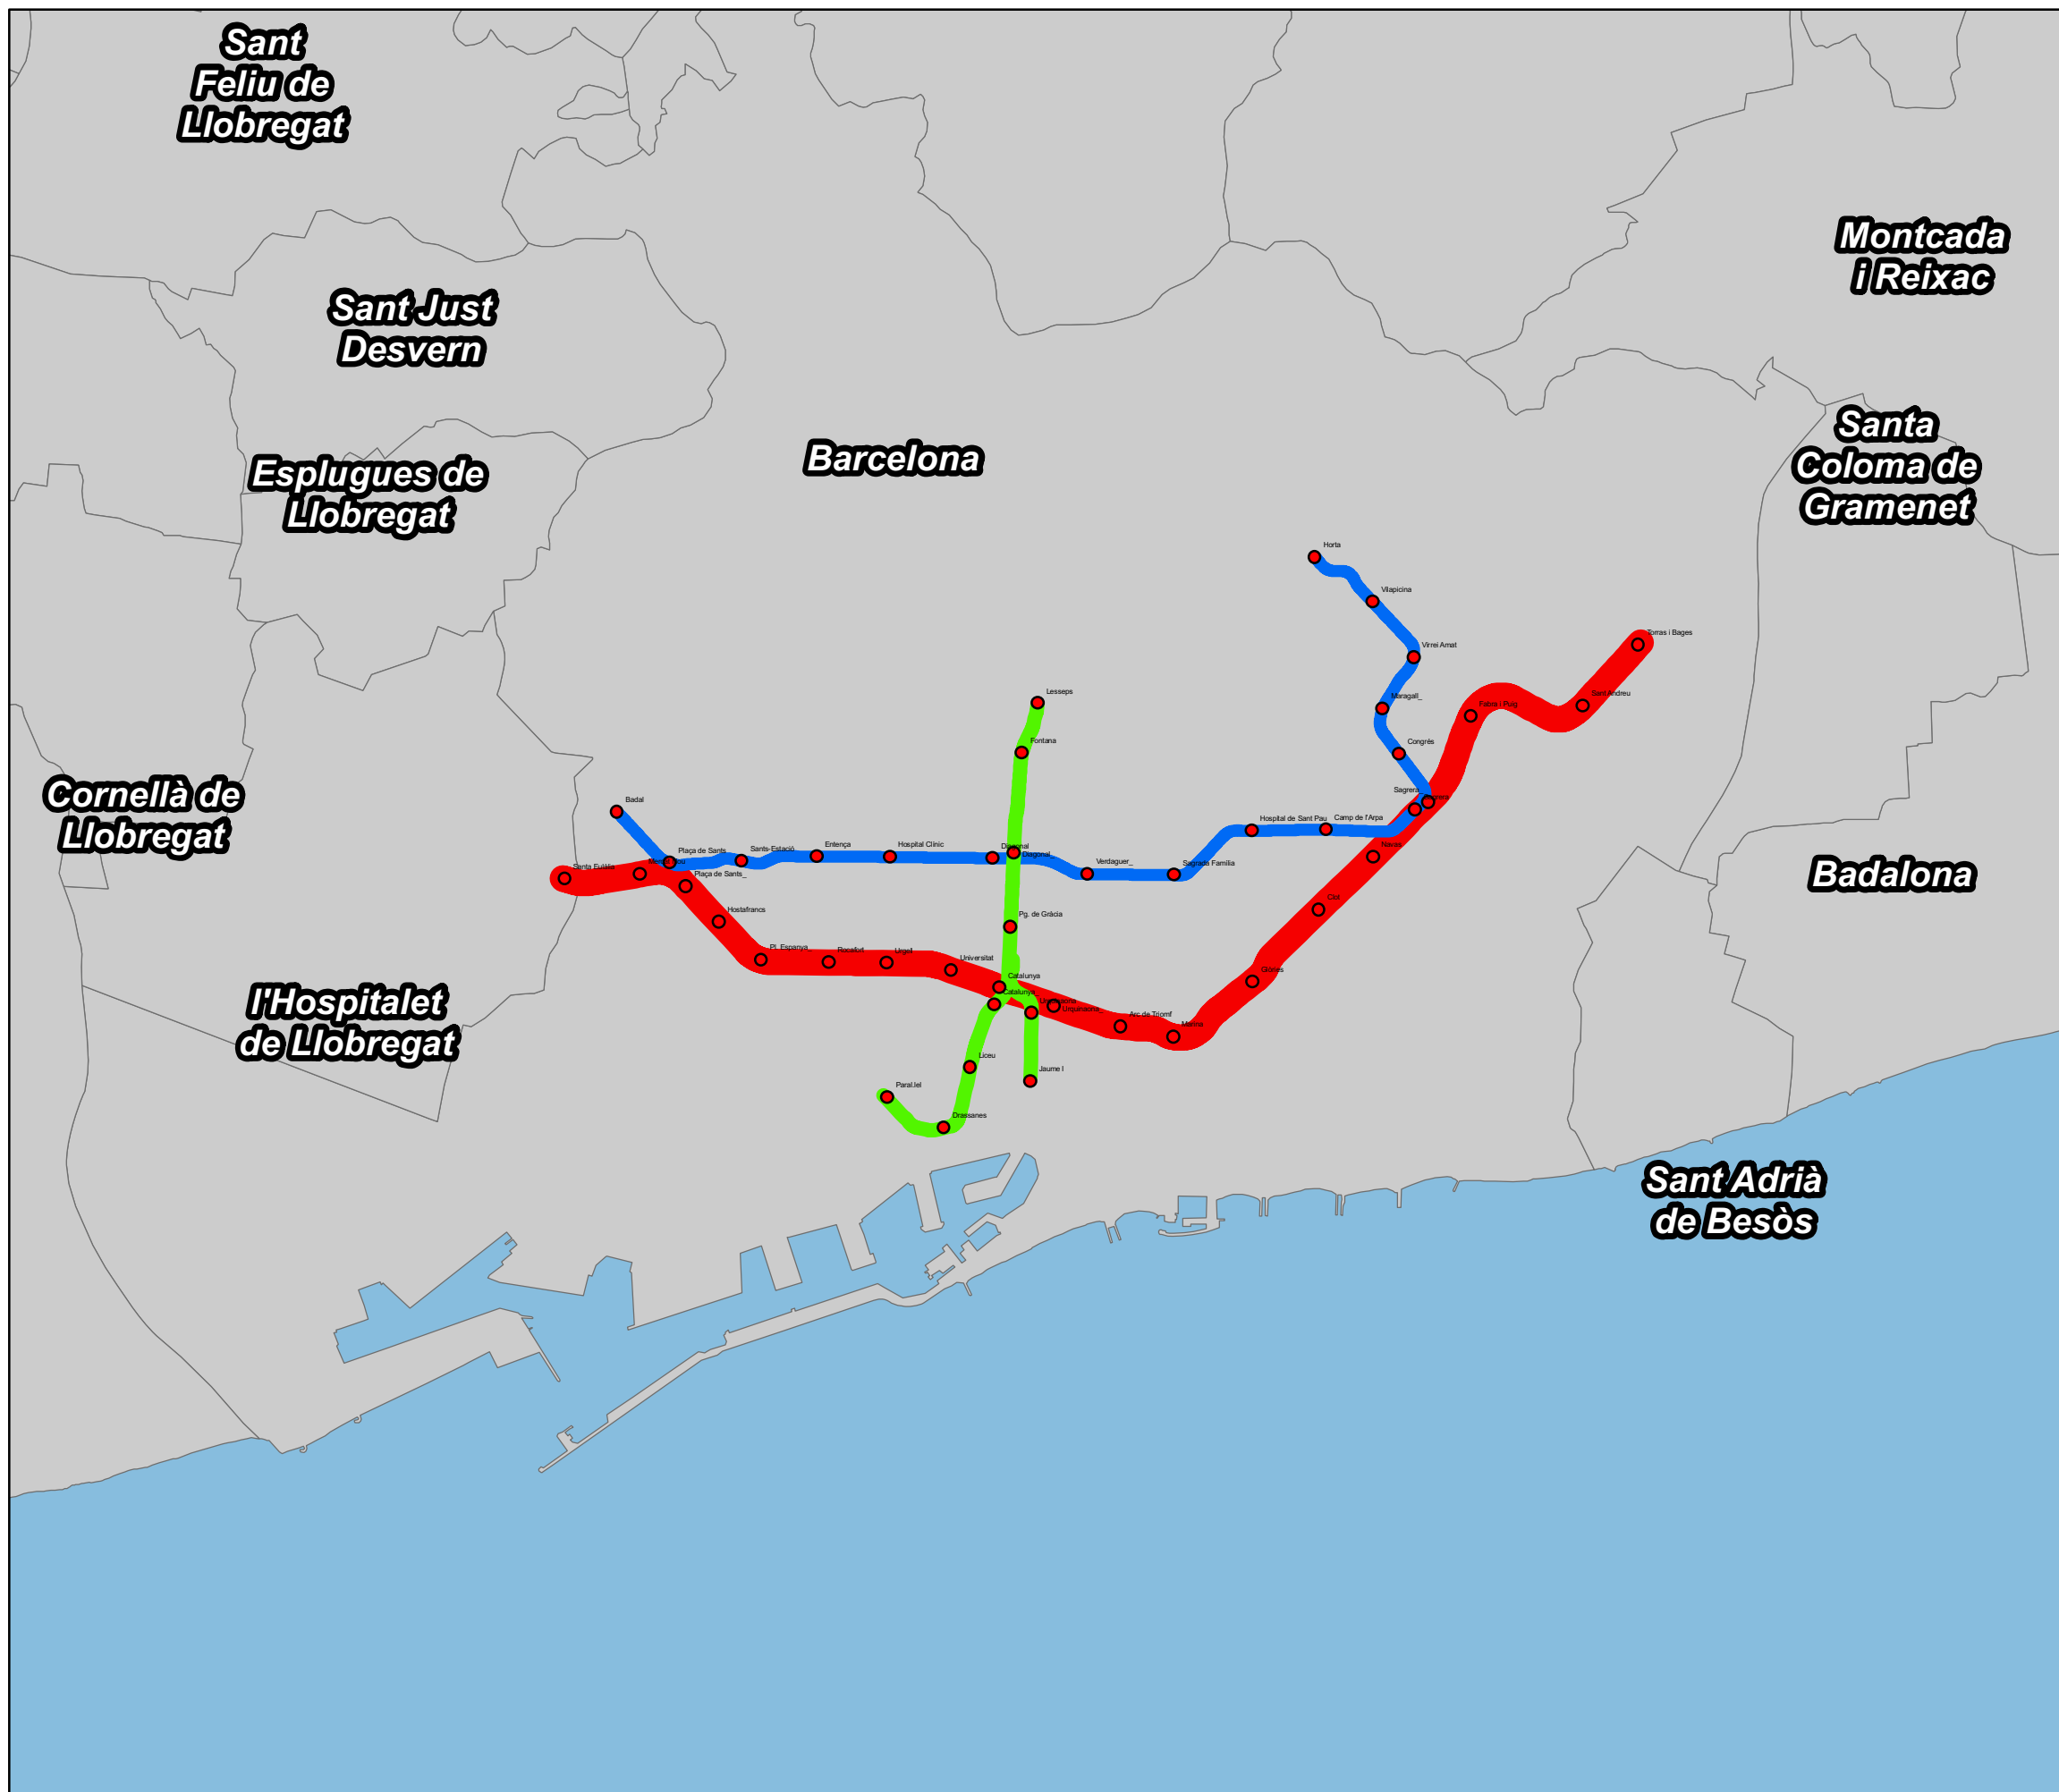 Sant
Feliu de
Llobregat
Montcada
i Reixac
Sant Just
Desvern
Santa
Coloma de
Gramenet
Barcelona
Esplugues de
Llobregat
Horta
Vilapicina
Torras i Bages
Virrei Amat
Lesseps
Maragall_
Sant Andreu
Fabra i Puig
Fontana
Congrés
Cornellà de
Llobregat
Sagrera_
Sagrera
Badal
Hospital de Sant Pau
Camp de l'Arpa
Plaça de Sants
Sants-Estació
Entença
Hospital Clínic
Diagonal
Diagonal_
Navas
Santa Eulàlia
Mercat Nou
Verdaguer_
Sagrada Família
Plaça de Sants_
Badalona
Clot
Hostafrancs
Pg. de Gràcia
Pl. Espanya
Rocafort
Urgell
Universitat
Glòries
Catalunya
Catalunya_
l'Hospitalet
de Llobregat
Urquinaona
Urquinaona_
Arc de Triomf
Marina
Liceu
Jaume I
Paral.lel
Drassanes
Sant Adrià
de Besòs